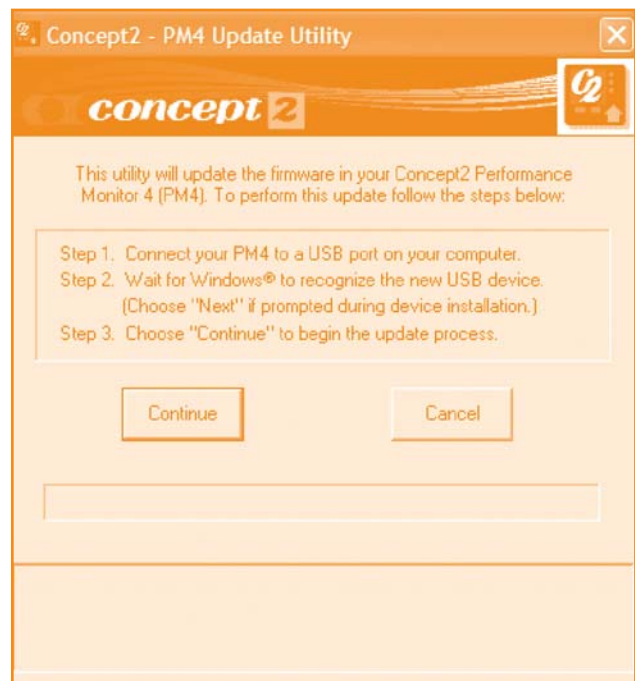 Concept2 - PM4 Update Utility
concept 2
C2
This utility will update the firmware in your Concept2 Performance
Monitor 4 (PM4). To perform this update follow the steps below:
Step 1. Connect your PM4 to a USB port on your computer.
Step 2. Wait for Windows® to recognize the new USB device.
(Choose "Next" if prompted during device installation.)
Step 3. Choose "Continue" to begin the update process.
Continue
Cancel